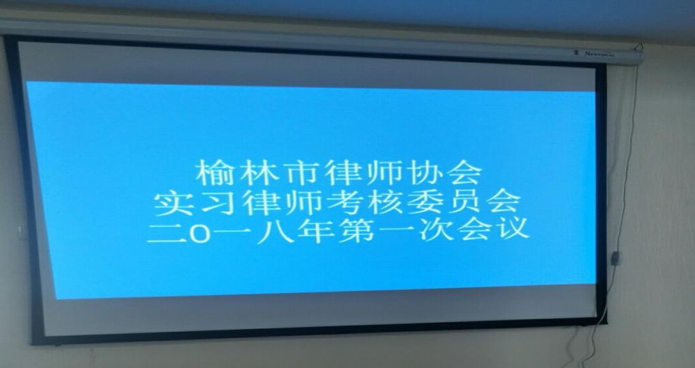 榆林市律师协会
实习律师考核委员会
二O一八年第一次会议